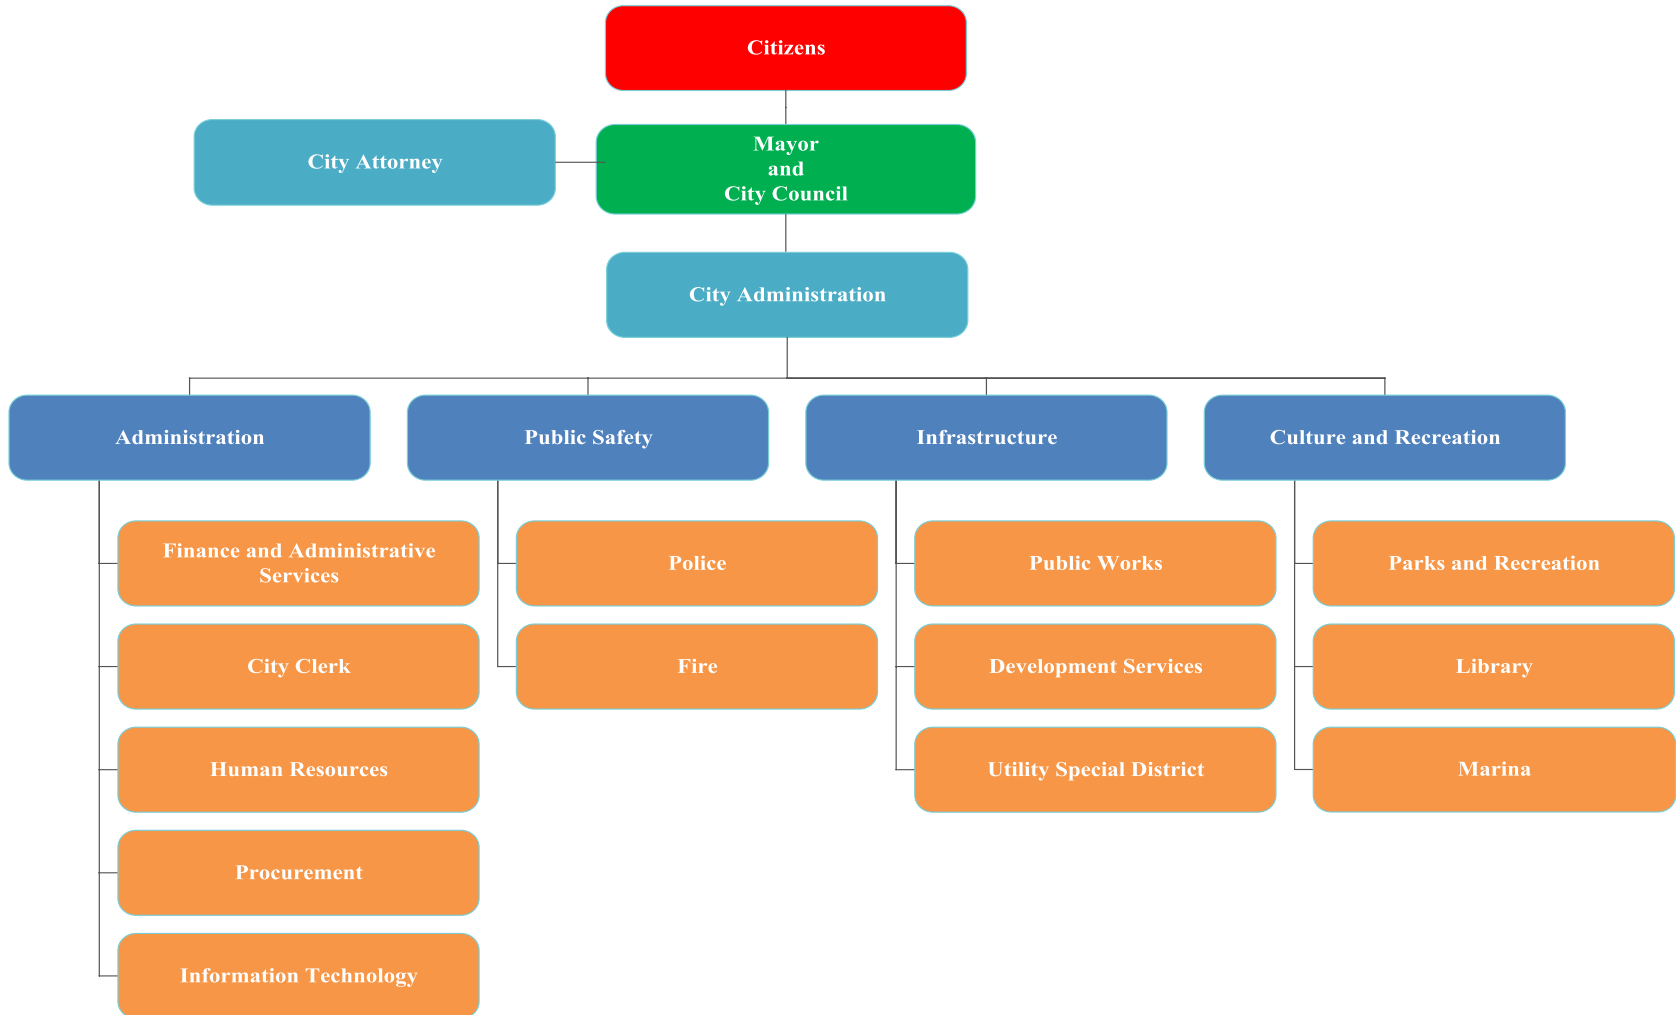 Citizens
City Attorney
Mayor
and
City Council
City Administration
Administration
Public Safety
Infrastructure
Culture and Recreation
Finance and Administrative
Services
City Clerk
Human Resources
Procurement
Information Technology
Police
Fire
Public Works
Development Services
Utility Special District
Parks and Recreation
Library
Marina